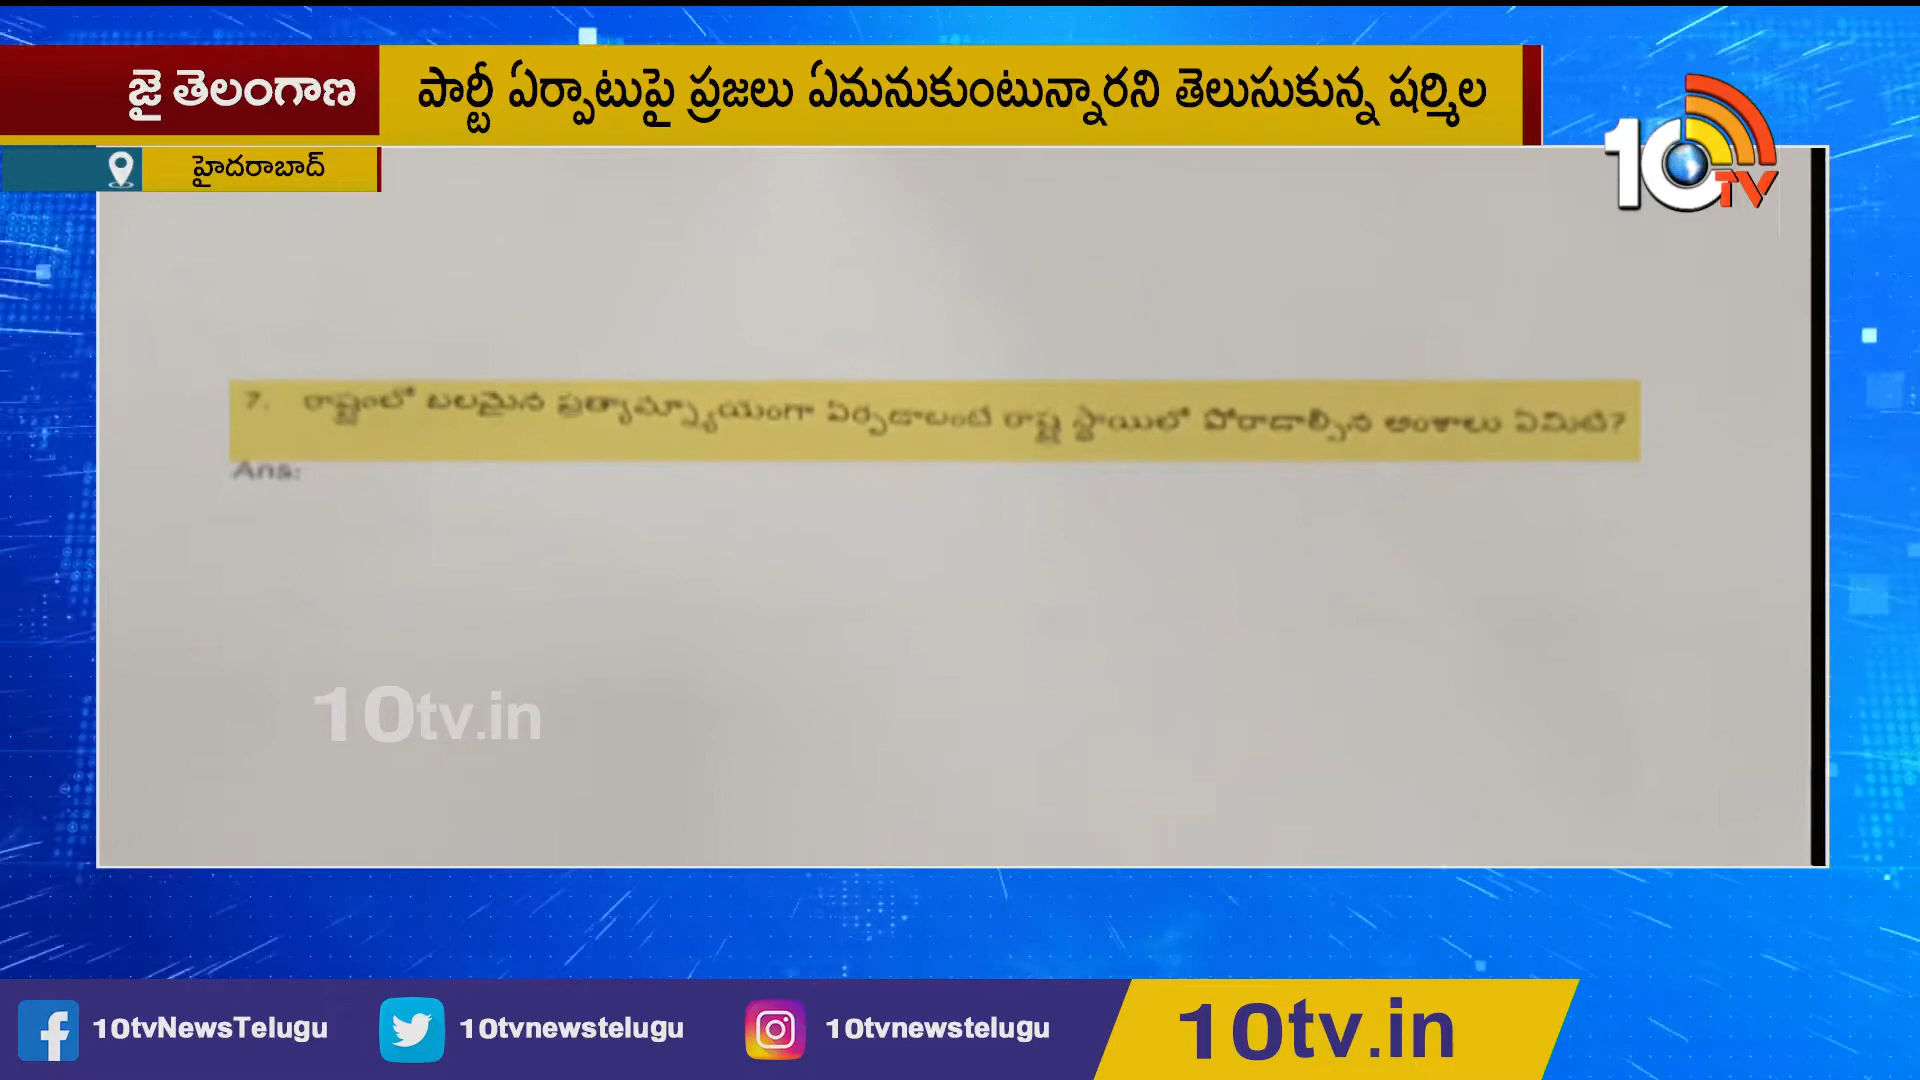 జై తెలంగాణ
పార్టీ ఏర్పాటుపై ప్రజలు ఏమనుకుంటున్నారని తెలుసుకున్న షర్మిల
10TV
హైదరాబాద్
7. రాష్ట్రంలో బలమైన ప్రత్యామ్న్యాయంగా ఏర్పడాలంటే రాష్ట్ర స్థాయిలో పోరాడాల్సిన అంశాలు ఏమిటి?
Ans:
10tv.in
10tvNewsTelugu
10tvnewstelugu
10tvnewstelugu
10tv.in